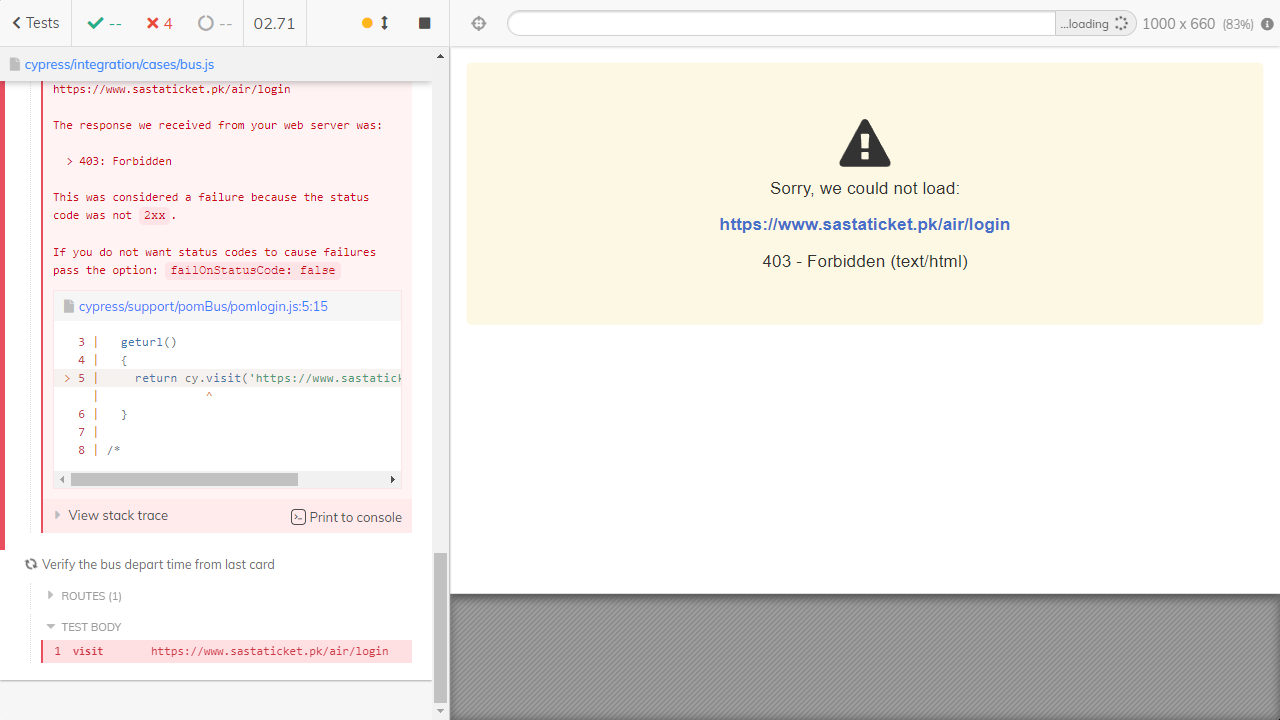 Tests
--
4
--
02.71
...loading
1000 x 660 (83%)
cypress/integration/cases/bus.js
https://www.sastaticket.pk/air/login
The response we received from your web server was:
> 403: Forbidden
This was considered a failure because the status
code was not 2xx.
If you do not want status codes to cause failures
pass the option: failOnStatusCode: false
cypress/support/pomBus/pomlogin.js:5:15
3 | geturl()
4 | {
> 5 | return cy.visit('https://www.sastatick
| ^
6 | }
7 |
8 | /*
View stack trace
Print to console
Verify the bus depart time from last card
ROUTES (1)
TEST BODY
1 visit https://www.sastaticket.pk/air/login
Sorry, we could not load:
https://www.sastaticket.pk/air/login
403 - Forbidden (text/html)